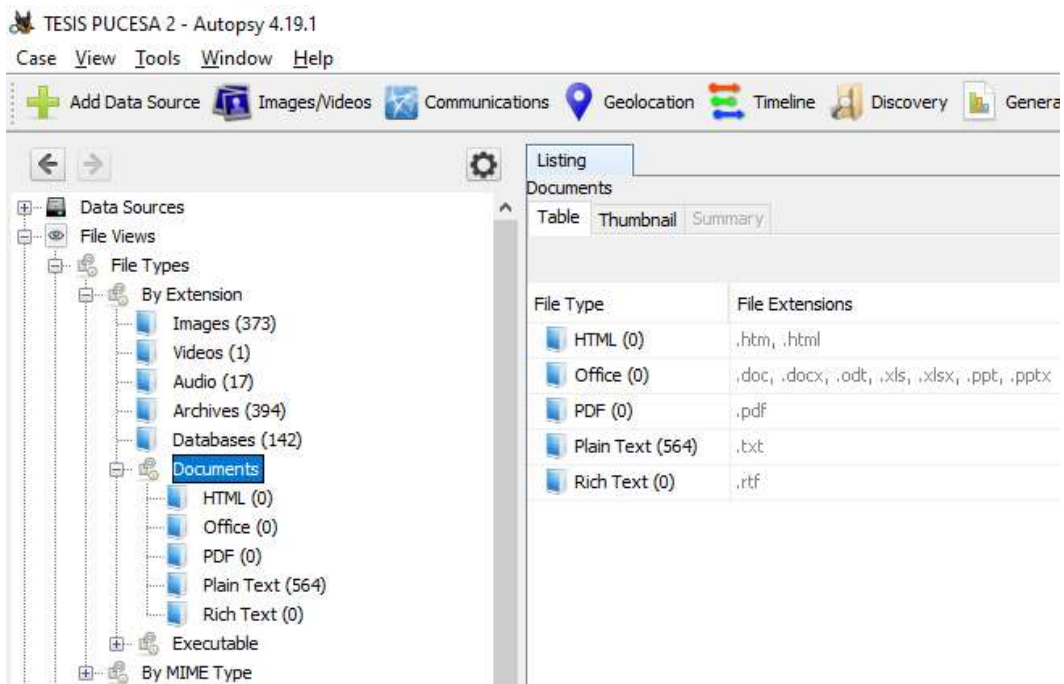 TESIS PUCESA 2 - Autopsy 4.19.1
Case View Tools Window Help
Add Data Source Images/Videos Communications Geolocation Timeline Discovery Genera
Listing
Documents
Table Thumbnail Summary
File Type File Extensions
HTML (0) .htm, .html
Office (0) .doc, .docx, .odt, .xls, .xlsx, .ppt, .pptx
PDF (0) .pdf
Plain Text (564) .txt
Rich Text (0) .rtf
Data Sources
File Views
File Types
By Extension
Images (373)
Videos (1)
Audio (17)
Archives (394)
Databases (142)
Documents
HTML (0)
Office (0)
PDF (0)
Plain Text (564)
Rich Text (0)
Executable
By MIME Type